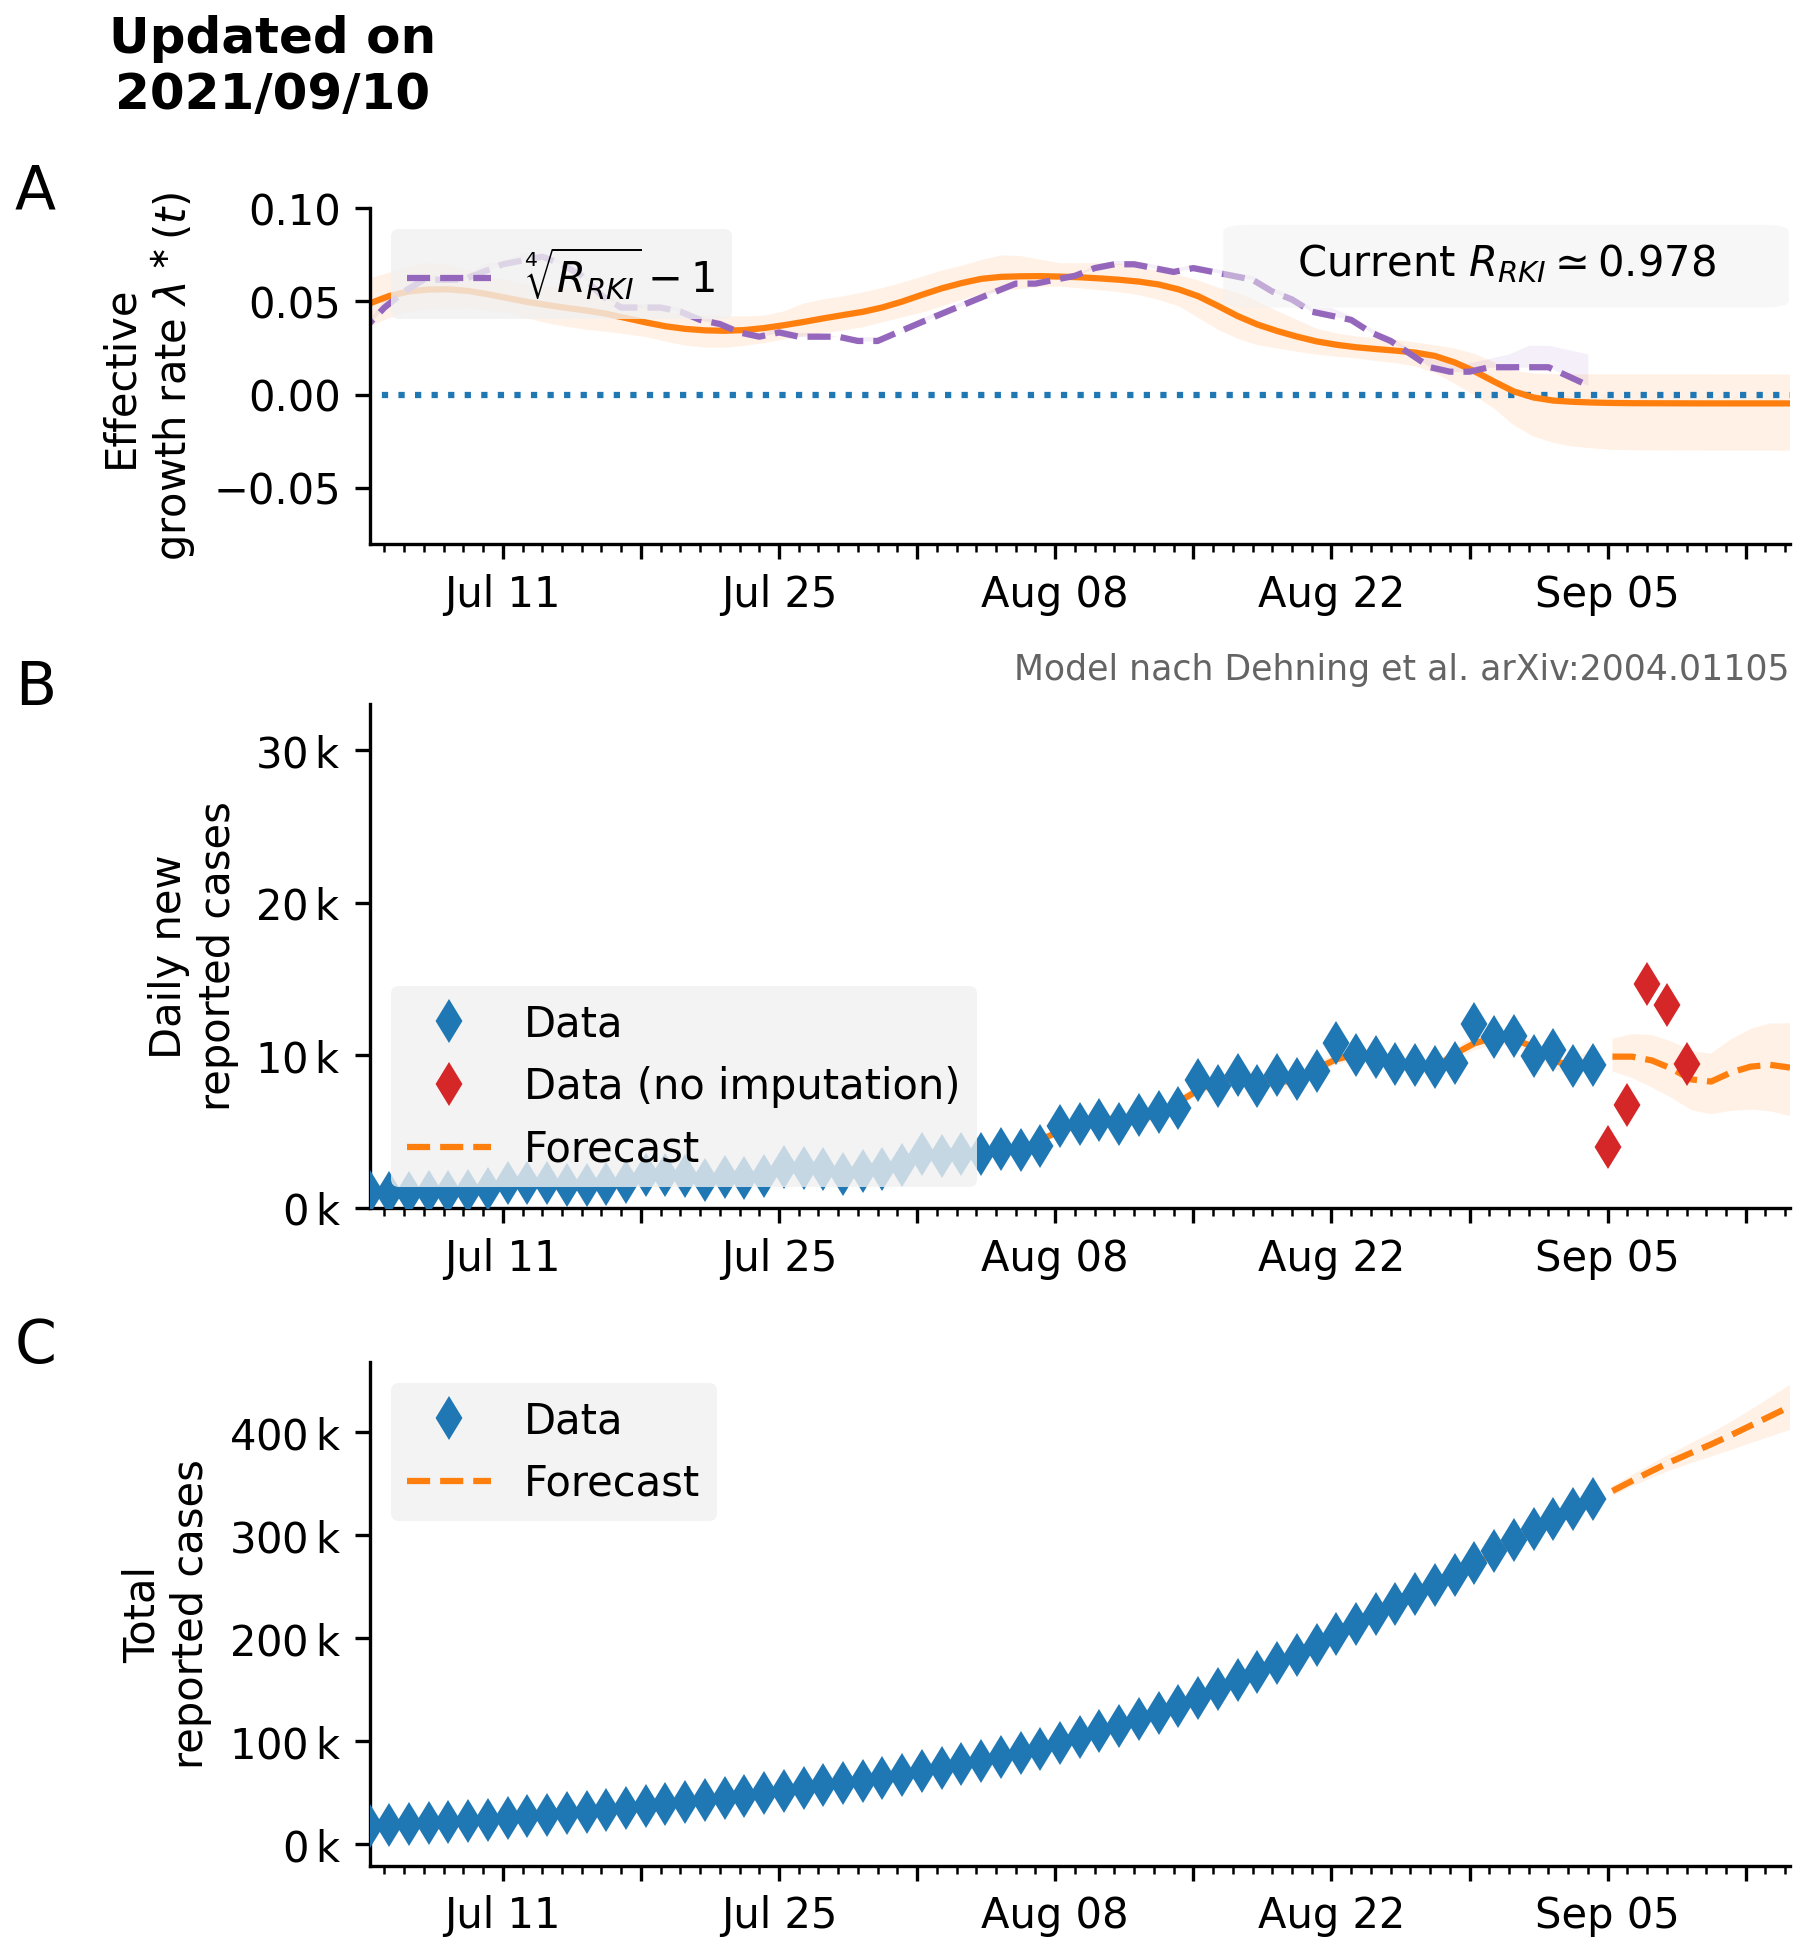 Updated on
2021/09/10
A
Effective
growth rate λ * (t)
0.10
0.05
0.00
−0.05
∜R_RKI − 1
Current R_RKI ≃ 0.978
Jul 11
Jul 25
Aug 08
Aug 22
Sep 05
Model nach Dehning et al. arXiv:2004.01105
B
Daily new
reported cases
30 k
20 k
10 k
0 k
Data
Data (no imputation)
Forecast
Jul 11
Jul 25
Aug 08
Aug 22
Sep 05
C
Total
reported cases
400 k
300 k
200 k
100 k
0 k
Data
Forecast
Jul 11
Jul 25
Aug 08
Aug 22
Sep 05